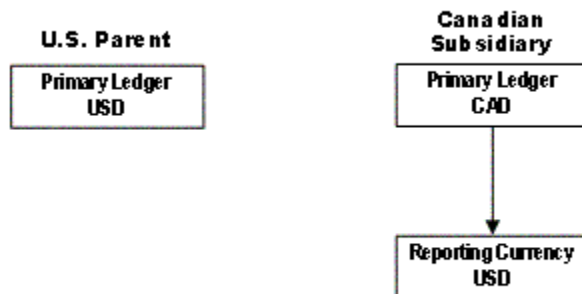 U.S. Parent
Primary Ledger
USD
Canadian
Subsidiary
Primary Ledger
CAD
Reporting Currency
USD